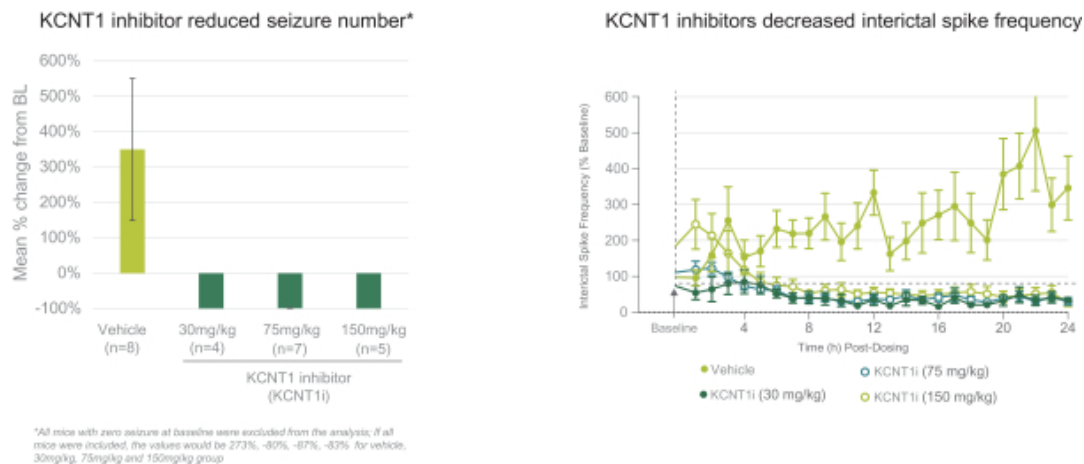 KCNT1 inhibitor reduced seizure number*
600%
500%
400%
300%
200%
100%
0%
-100%
Mean % change from BL
Vehicle
(n=8)
30mg/kg
(n=4)
75mg/kg
(n=7)
150mg/kg
(n=5)
KCNT1 inhibitor
(KCNT1i)
*All mice with zero seizure at baseline were excluded from the analysis; if all
mice were included, the values would be 273%, -80%, -87%, -83% for vehicle,
30mg/kg, 75mg/kg and 150mg/kg group
KCNT1 inhibitors decreased interictal spike frequency
600
500
400
300
200
100
0
Interictal Spike Frequency (% Baseline)
Baseline
4
8
12
16
20
24
Time (h) Post-Dosing
Vehicle
KCNT1i (75 mg/kg)
KCNT1i (30 mg/kg)
KCNT1i (150 mg/kg)